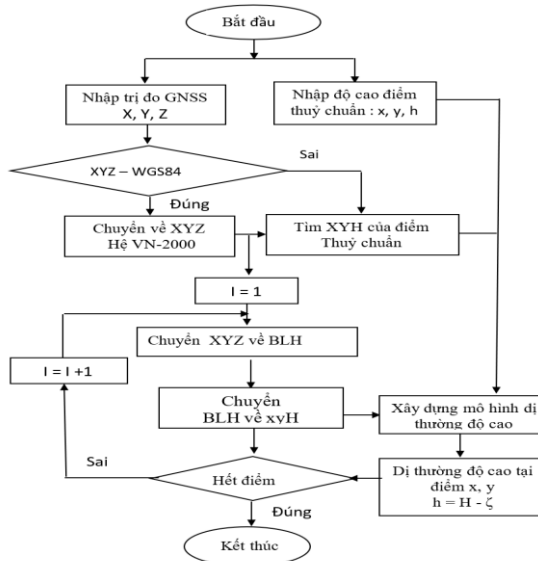 Bắt đầu
Nhập trị đo GNSS
X, Y, Z
Nhập độ cao điểm
thuỷ chuẩn : x, y, h
XYZ – WGS84
Sai
Đúng
Chuyển về XYZ
Hệ VN-2000
Tìm XYH của điểm
Thuỷ chuẩn
I = 1
Chuyển XYZ về BLH
I = I +1
Chuyển
BLH về xyH
Xây dựng mô hình dị
thường độ cao
Sai
Hết điểm
Dị thường độ cao tại
điểm x, y
h = H - ζ
Đúng
Kết thúc